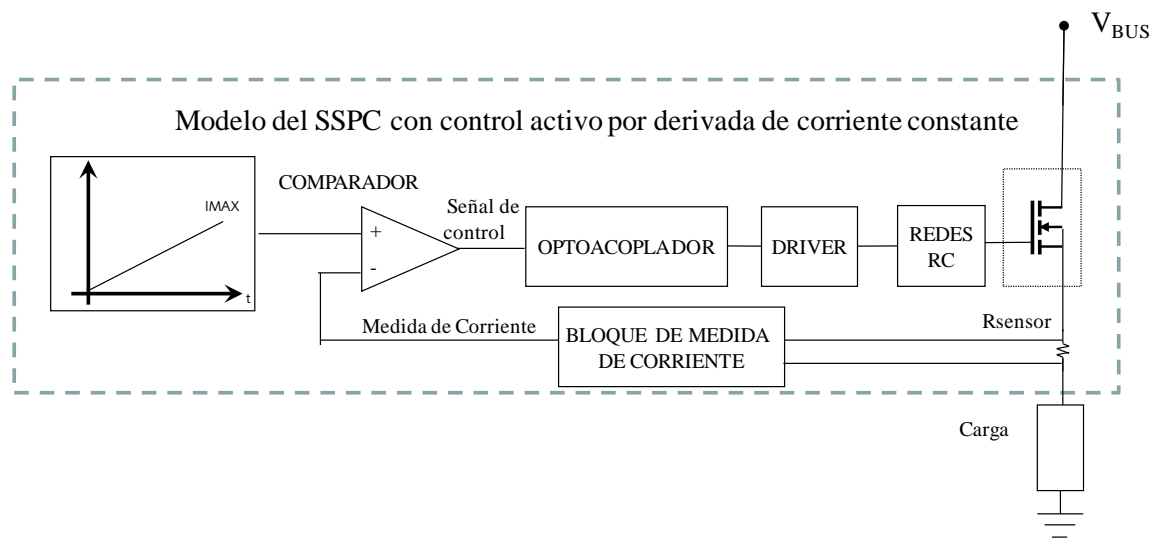 V_BUS
Modelo del SSPC con control activo por derivada de corriente constante
COMPARADOR
IMAX
t
+
-
Señal de
control
OPTOACOPLADOR
DRIVER
REDES
RC
Medida de Corriente
BLOQUE DE MEDIDA
DE CORRIENTE
Rsensor
Carga